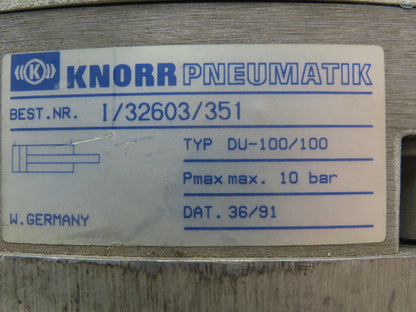 K KNORR PNEUMATIK
BEST.NR. I/32603/351
TYP DU-100/100
Pmax max. 10 bar
W.GERMANY DAT. 36/91